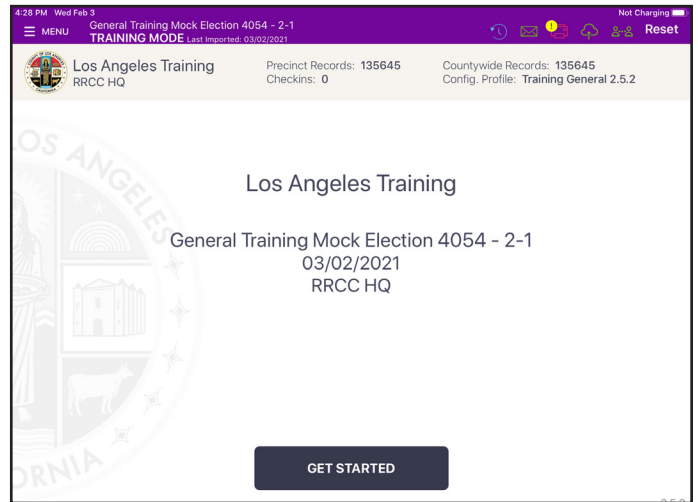 4:28 PM Wed Feb 3
Not Charging
MENU
General Training Mock Election 4054 - 2-1
TRAINING MODE Last Imported: 03/02/2021
Reset
Los Angeles Training
RRCC HQ
Precinct Records: 135645
Checkins: 0
Countywide Records: 135645
Config. Profile: Training General 2.5.2
OS ANGELES
Los Angeles Training
General Training Mock Election 4054 - 2-1
03/02/2021
RRCC HQ
ORNIA
GET STARTED